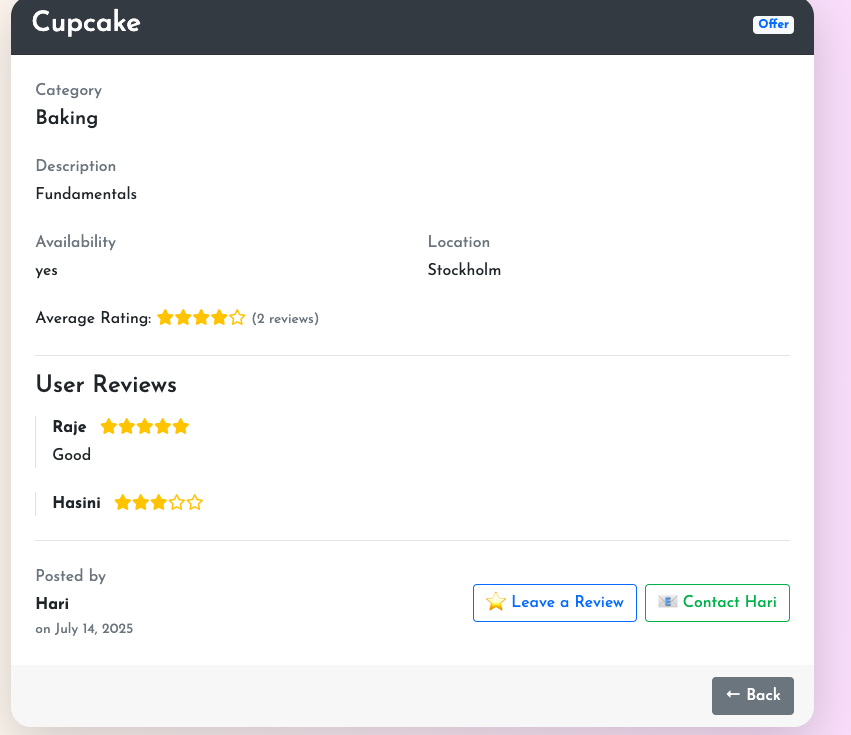 Cupcake
Offer
Category
Baking
Description
Fundamentals
Availability
Location
yes
Stockholm
Average Rating: ★★★★☆ (2 reviews)
User Reviews
Raje ★★★★★
Good
Hasini ★★★☆☆
Posted by
Hari
on July 14, 2025
⭐ Leave a Review
📧 Contact Hari
← Back